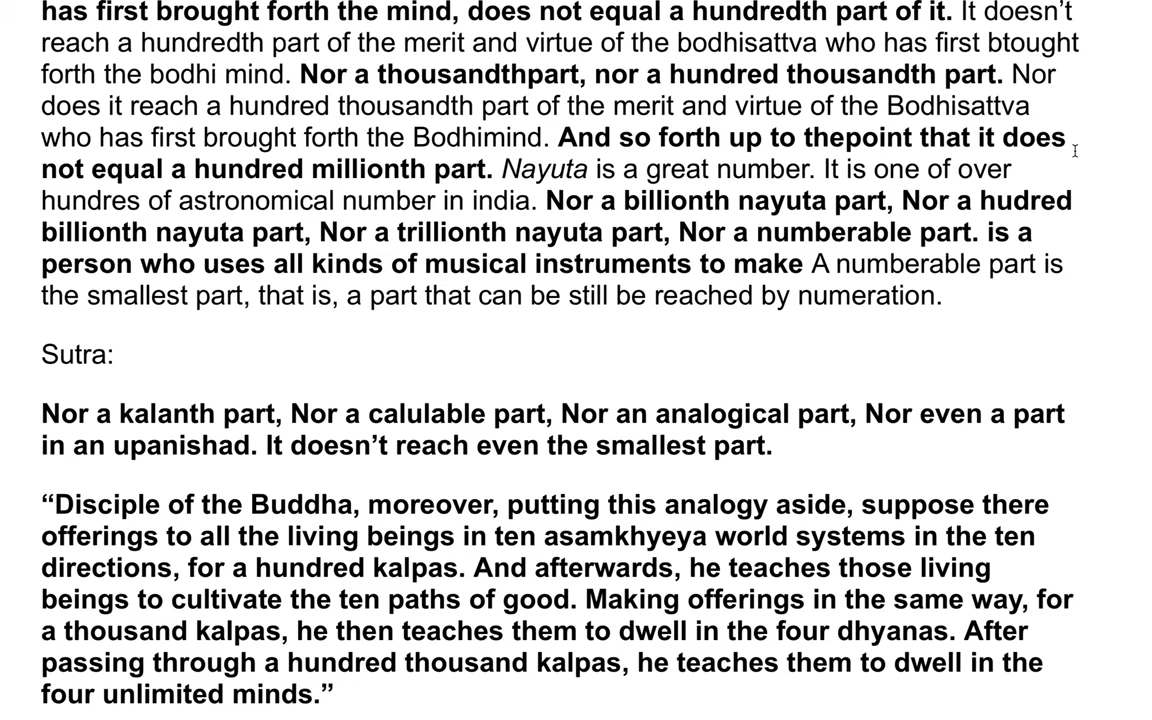 has first brought forth the mind, does not equal a hundredth part of it. It doesn’t
reach a hundredth part of the merit and virtue of the bodhisattva who has first btought
forth the bodhi mind. Nor a thousandthpart, nor a hundred thousandth part. Nor
does it reach a hundred thousandth part of the merit and virtue of the Bodhisattva
who has first brought forth the Bodhimind. And so forth up to thepoint that it does
not equal a hundred millionth part. Nayuta is a great number. It is one of over
hundres of astronomical number in india. Nor a billionth nayuta part, Nor a hudred
billionth nayuta part, Nor a trillionth nayuta part, Nor a numberable part. is a
person who uses all kinds of musical instruments to make A numberable part is
the smallest part, that is, a part that can be still be reached by numeration.
Sutra:
Nor a kalanth part, Nor a calulable part, Nor an analogical part, Nor even a part
in an upanishad. It doesn’t reach even the smallest part.
“Disciple of the Buddha, moreover, putting this analogy aside, suppose there
offerings to all the living beings in ten asamkhyeya world systems in the ten
directions, for a hundred kalpas. And afterwards, he teaches those living
beings to cultivate the ten paths of good. Making offerings in the same way, for
a thousand kalpas, he then teaches them to dwell in the four dhyanas. After
passing through a hundred thousand kalpas, he teaches them to dwell in the
four unlimited minds.”